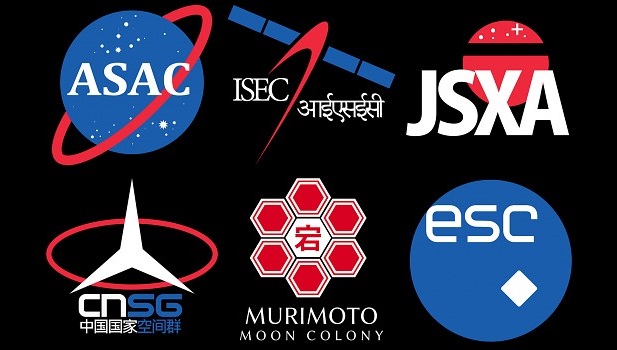 ASAC
ISEC
आईएसईसी
JSXA
CNSG
中国国家空间群
宕
MURIMOTO
MOON COLONY
esc